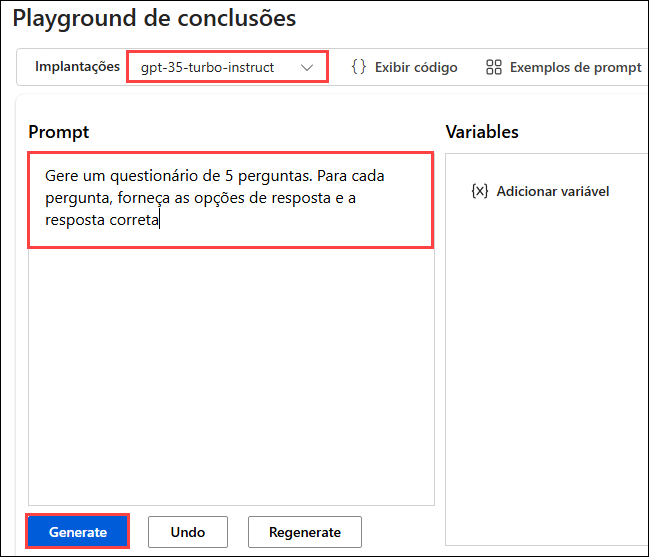 Playground de conclusões
Implantações gpt-35-turbo-instruct {} Exibir código Exemplos de prompt
Prompt
Gere um questionário de 5 perguntas. Para cada
pergunta, forneça as opções de resposta e a
resposta correta
Variables
{x} Adicionar variável
Generate Undo Regenerate